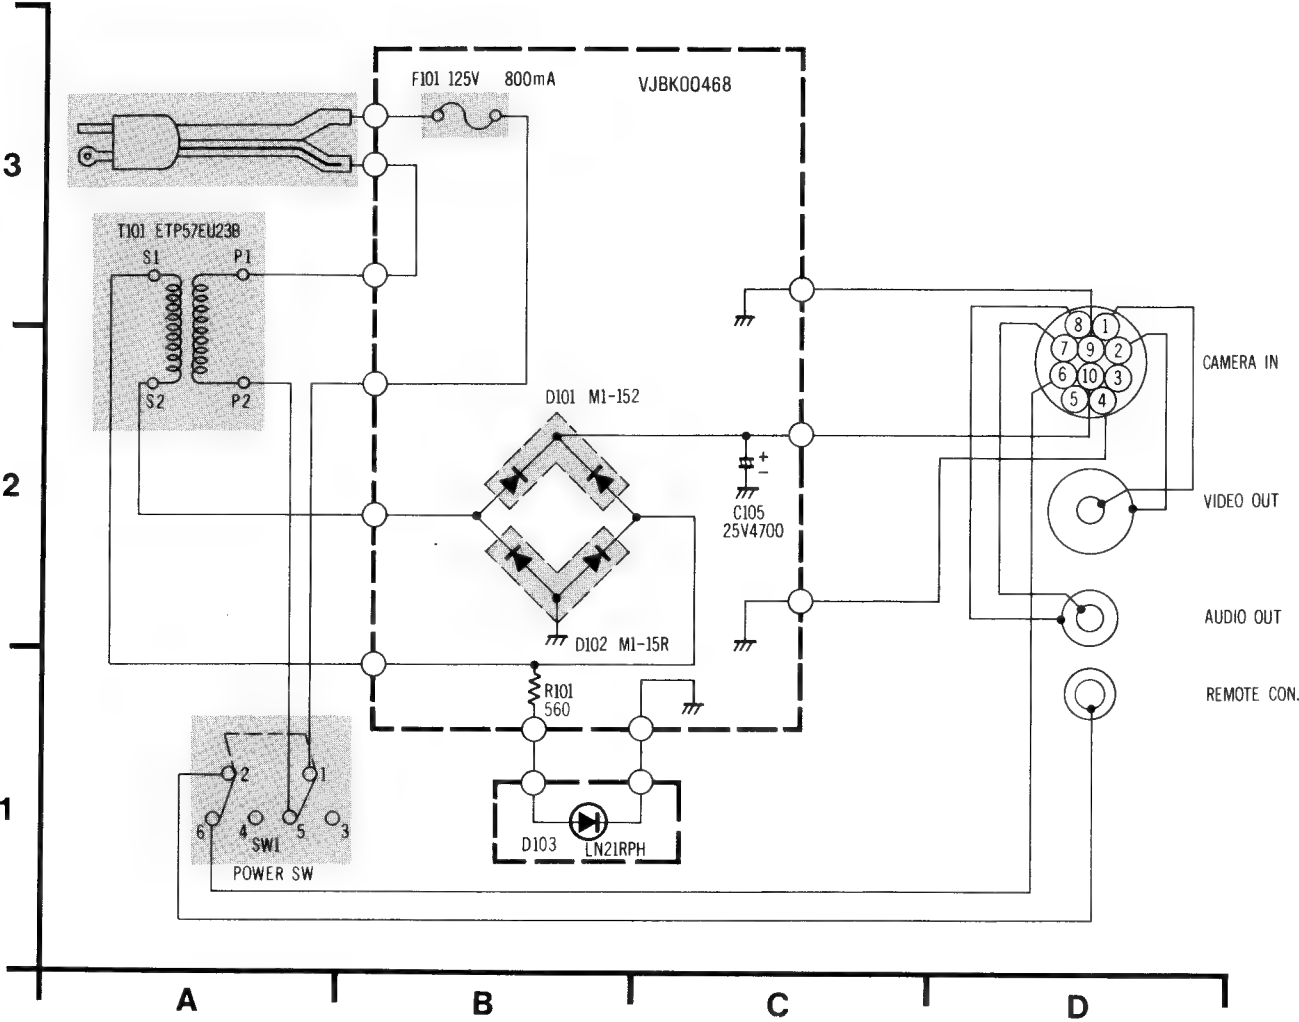 F101 125V 800mA
VJBK00468
3
T101 ETP57EU23B
S1 P1
S2 P2
8 1
7 9 2
6 10 3
5 4
CAMERA IN
D101 M1-152
+
−
C105
25V4700
2
VIDEO OUT
AUDIO OUT
D102 M1-15R
R101
560
REMOTE CON.
2 1
6 4 5 3
SW1
POWER SW
1
D103 LN21RPH
A B C D